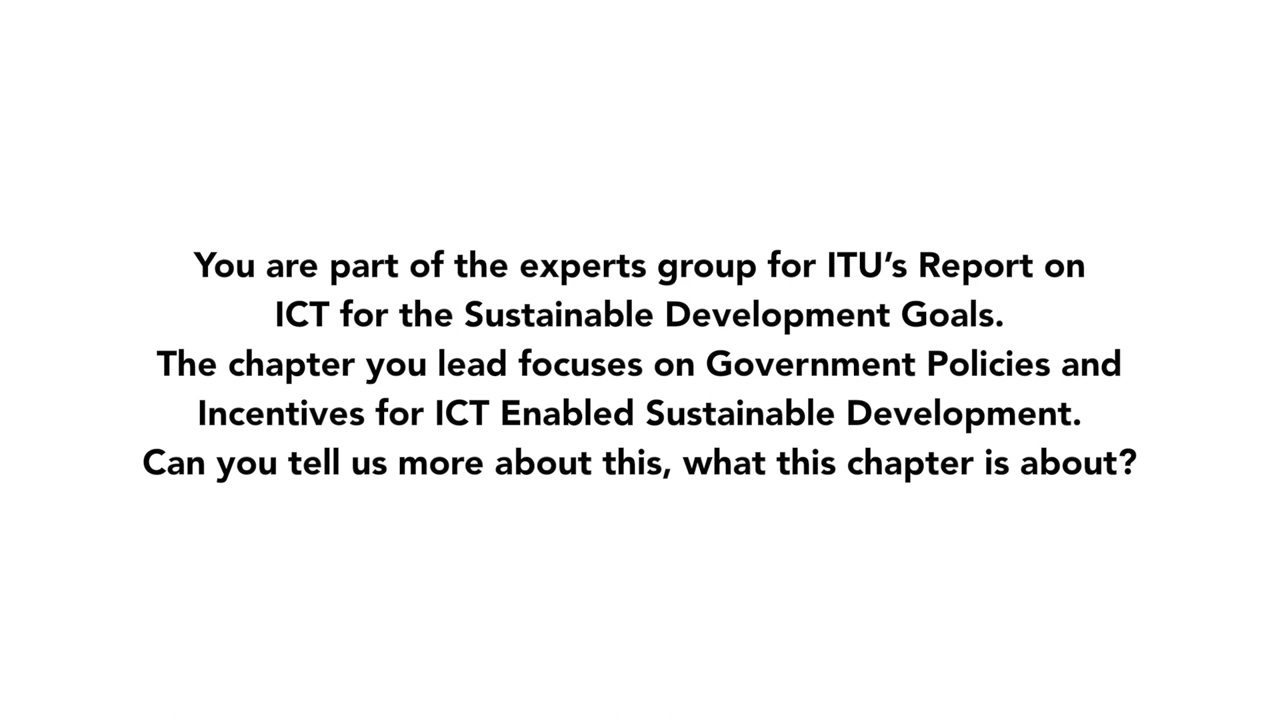 You are part of the experts group for ITU’s Report on
ICT for the Sustainable Development Goals.
The chapter you lead focuses on Government Policies and
Incentives for ICT Enabled Sustainable Development.
Can you tell us more about this, what this chapter is about?